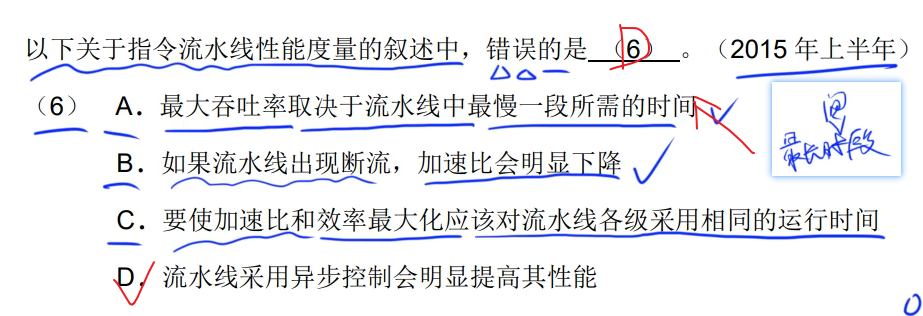 以下关于指令流水线性能度量的叙述中，错误的是 （6） 。（2015 年上半年）
D
（6） A．最大吞吐率取决于流水线中最慢一段所需的时间
间
最长时段
B．如果流水线出现断流，加速比会明显下降
C．要使加速比和效率最大化应该对流水线各级采用相同的运行时间
D．流水线采用异步控制会明显提高其性能